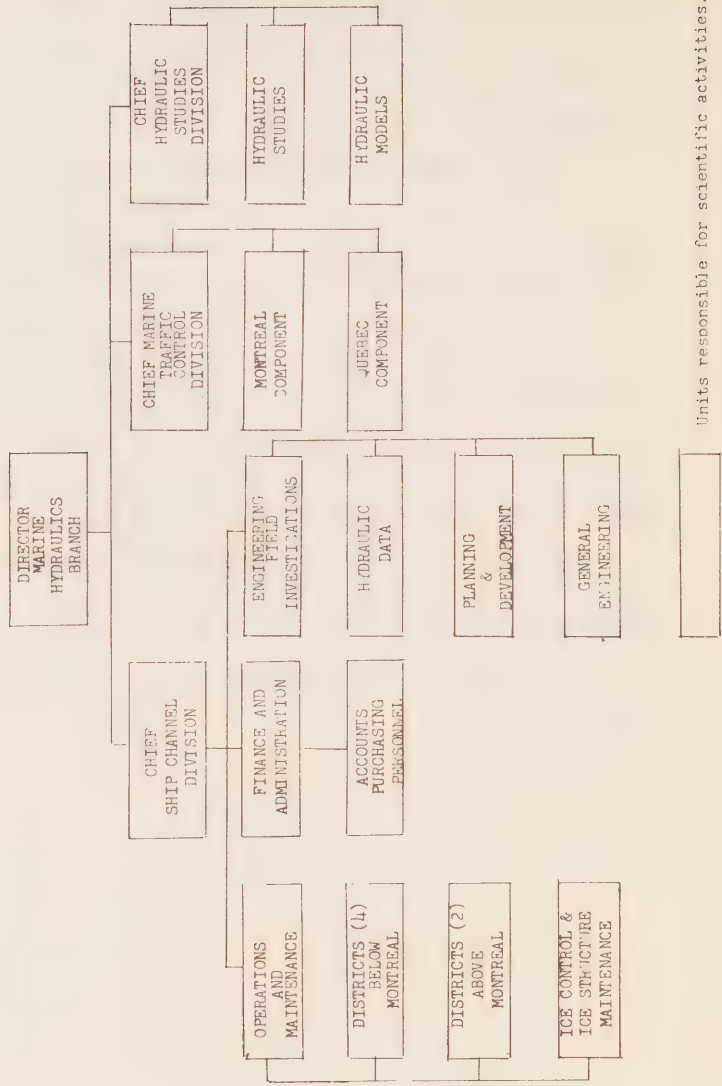 DIRECTOR
MARINE
HYDRAULICS
BRANCH
CHIEF
SHIP CHANNEL
DIVISION
CHIEF MARINE
TRAFFIC
CONTROL
DIVISION
CHIEF
HYDRAULIC
STUDIES
DIVISION
OPERATIONS
AND
MAINTENANCE
FINANCE AND
ADMINISTRATION
ENGINEERING
FIELD
INVESTIGATIONS
MONTREAL
COMPONENT
HYDRAULIC
STUDIES
DISTRICTS (4)
BELOW
MONTREAL
ACCOUNTS
PURCHASING
PERSONNEL
HYDRAULIC
DATA
QUEBEC
COMPONENT
HYDRAULIC
MODELS
DISTRICTS (2)
ABOVE
MONTREAL
PLANNING
&
DEVELOPMENT
ICE CONTROL &
ICE STRUCTURE
MAINTENANCE
GENERAL
ENGINEERING
Units responsible for scientific activities.